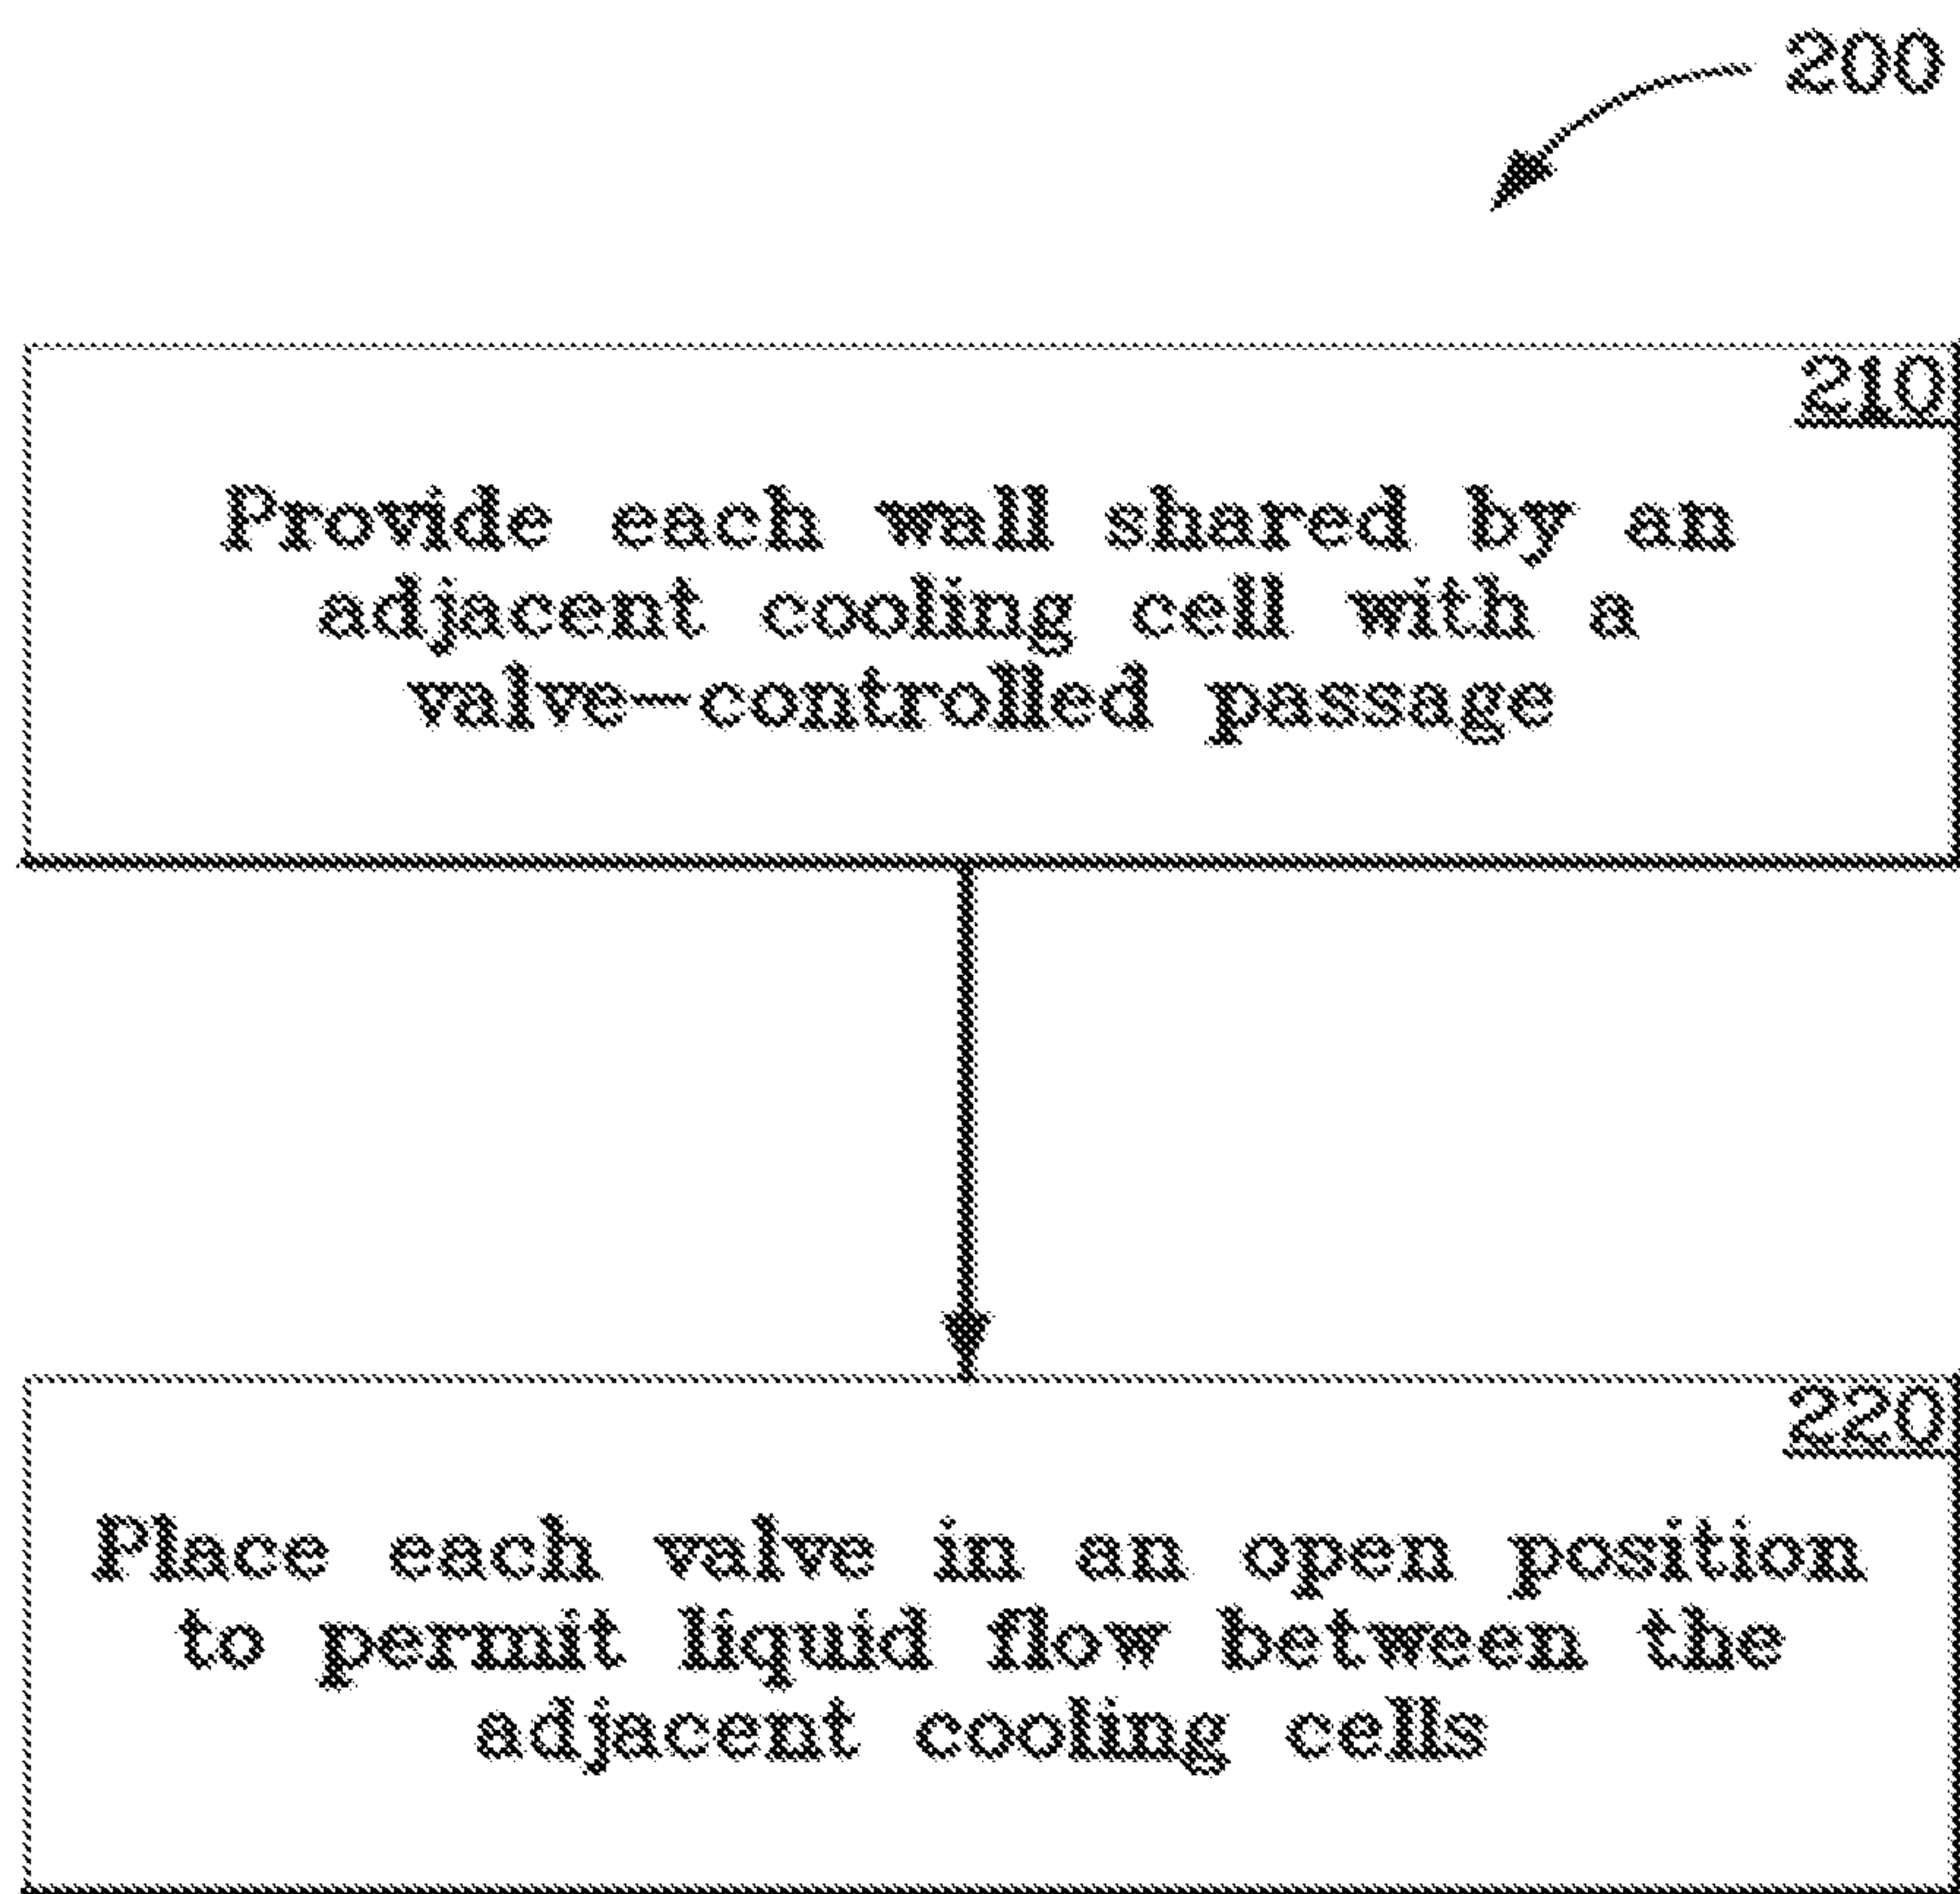 200
210
Provide each wall shared by an
adjacent cooling cell with a
valve-controlled passage
220
Place each valve in an open position
to permit liquid flow between the
adjacent cooling cells